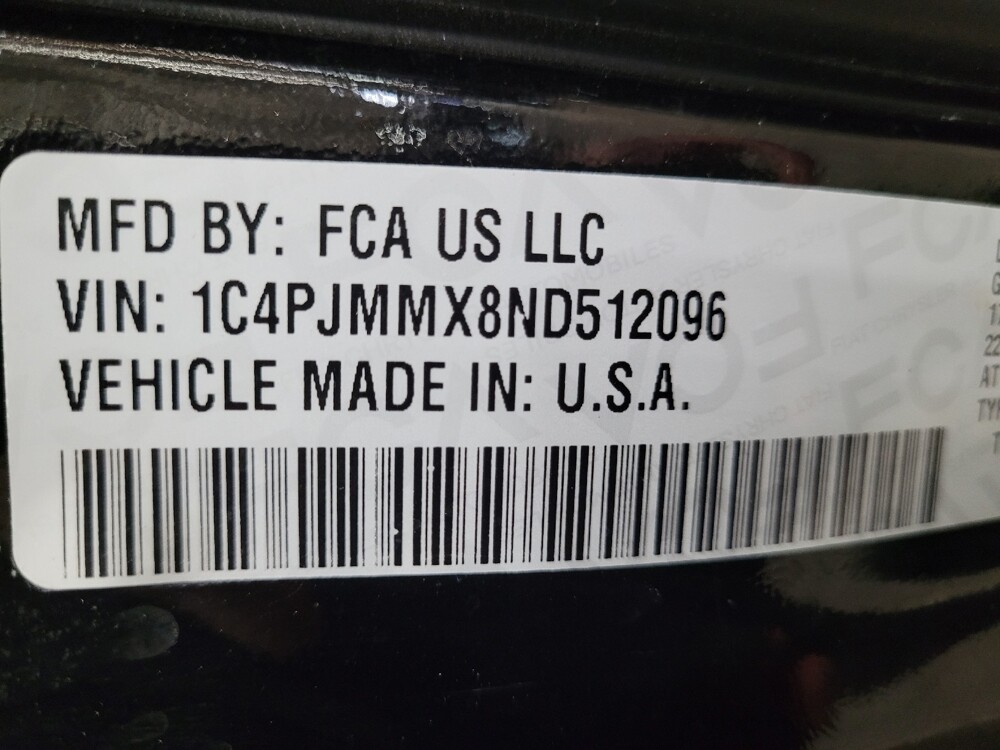 MFD BY: FCA US LLC
VIN: 1C4PJMMX8ND512096
VEHICLE MADE IN: U.S.A.